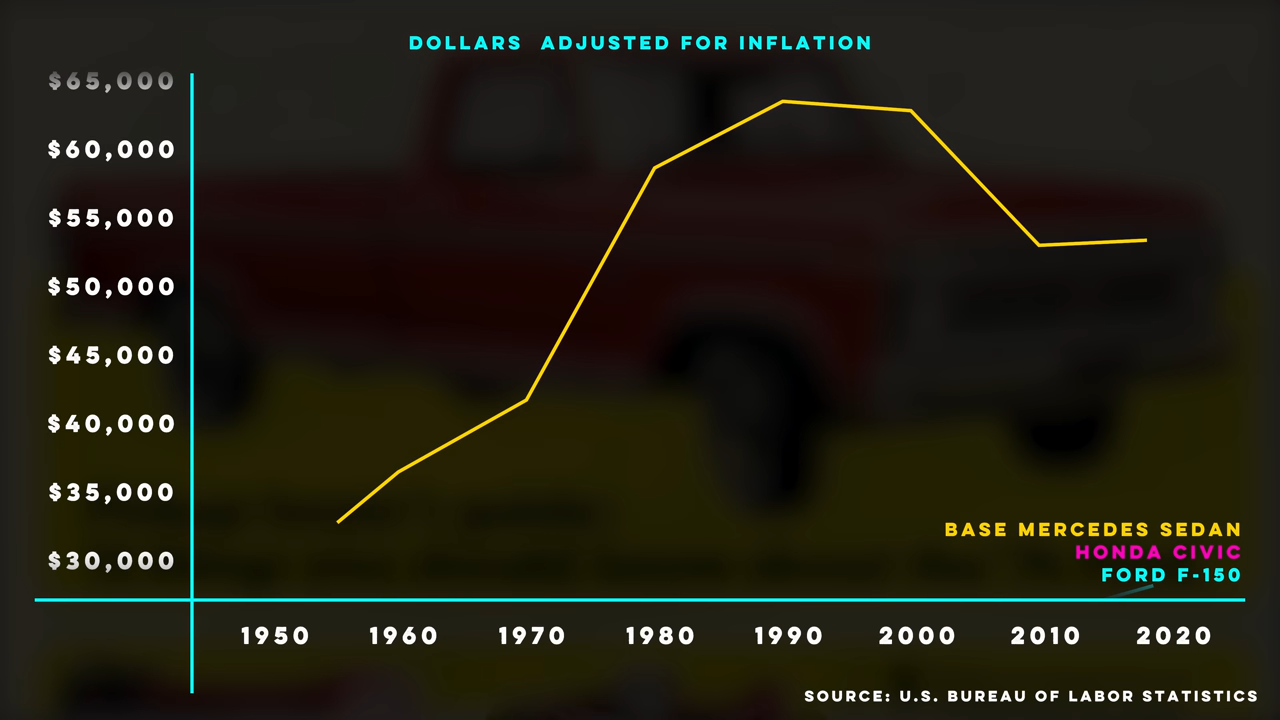 DOLLARS ADJUSTED FOR INFLATION
$65,000
$60,000
$55,000
$50,000
$45,000
$40,000
$35,000
$30,000
BASE MERCEDES SEDAN
HONDA CIVIC
FORD F-150
1950 1960 1970 1980 1990 2000 2010 2020
SOURCE: U.S. BUREAU OF LABOR STATISTICS